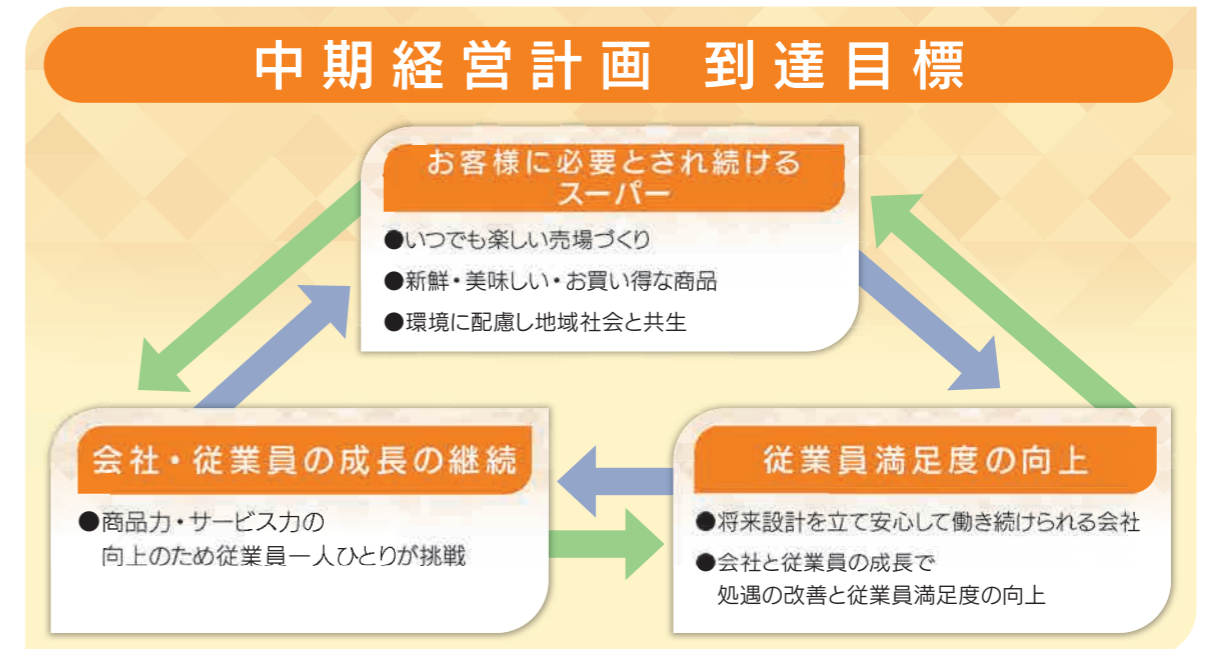 中期経営計画 到達目標
お客様に必要とされ続ける
スーパー
●いつでも楽しい売場づくり
●新鮮・美味しい・お買い得な商品
●環境に配慮し地域社会と共生
会社・従業員の成長の継続
●商品力・サービス力の
向上のため従業員一人ひとりが挑戦
従業員満足度の向上
●将来設計を立て安心して働き続けられる会社
●会社と従業員の成長で
処遇の改善と従業員満足度の向上